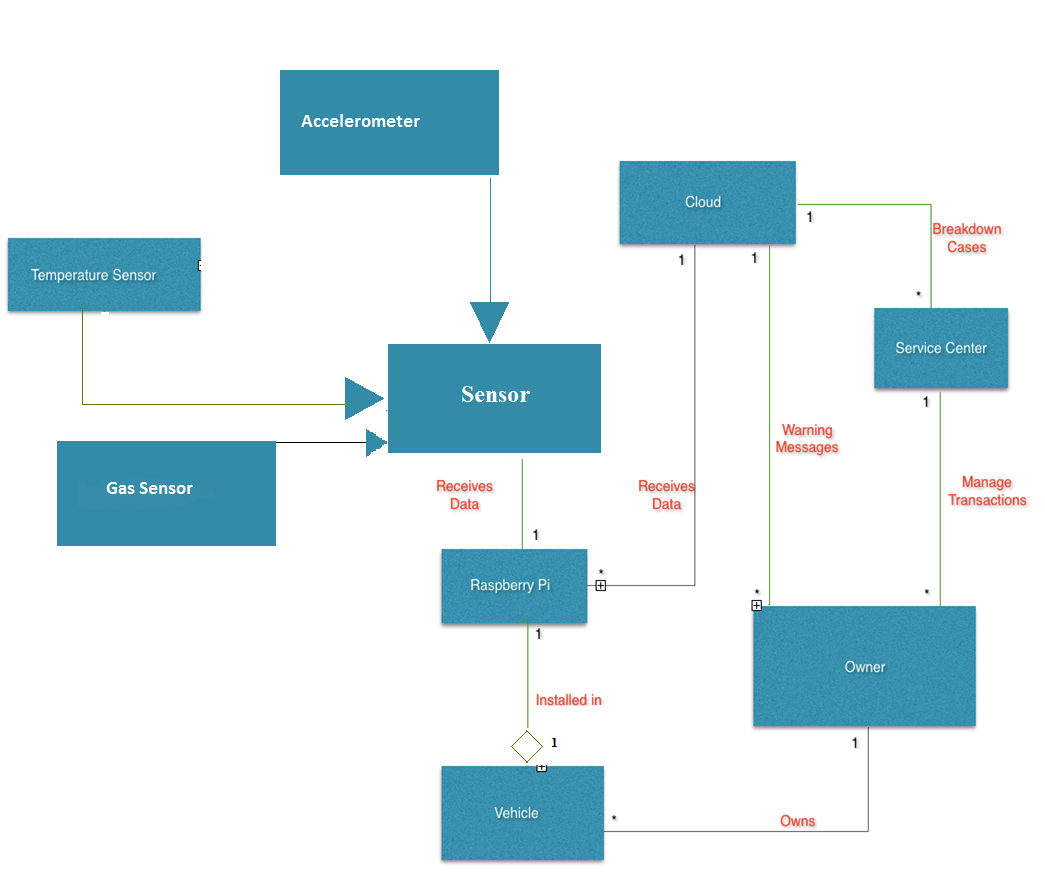 Accelerometer
Cloud
1
Breakdown
Cases
1
1
Temperature Sensor
*
Service Center
Sensor
1
Warning
Messages
Gas Sensor
Receives
Data
Receives
Data
Manage
Transactions
1
*
Raspberry Pi
*
*
1
Owner
Installed in
1
1
Vehicle
*
Owns